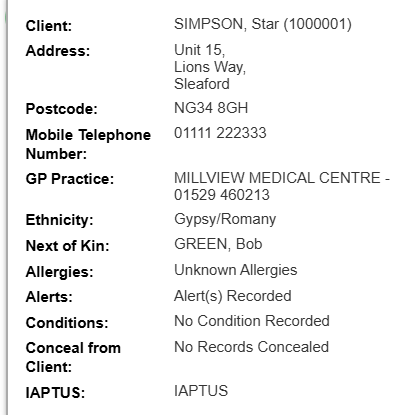 Client: SIMPSON, Star (1000001)
Address: Unit 15,
Lions Way,
Sleaford
Postcode: NG34 8GH
Mobile Telephone Number: 01111 222333
GP Practice: MILLVIEW MEDICAL CENTRE -
01529 460213
Ethnicity: Gypsy/Romany
Next of Kin: GREEN, Bob
Allergies: Unknown Allergies
Alerts: Alert(s) Recorded
Conditions: No Condition Recorded
Conceal from Client: No Records Concealed
IAPTUS: IAPTUS